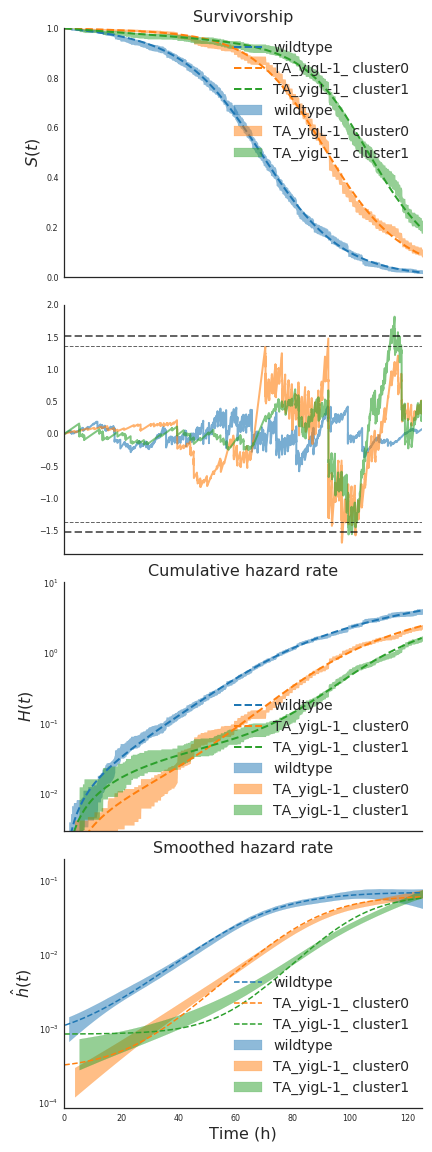 Survivorship
1.0
0.8
0.6
0.4
0.2
0.0
S(t)
wildtype
TA_yigL-1_ cluster0
TA_yigL-1_ cluster1
wildtype
TA_yigL-1_ cluster0
TA_yigL-1_ cluster1
2.0
1.5
1.0
0.5
0.0
−0.5
−1.0
−1.5
Cumulative hazard rate
10¹
10⁰
10⁻¹
10⁻²
H(t)
wildtype
TA_yigL-1_ cluster0
TA_yigL-1_ cluster1
wildtype
TA_yigL-1_ cluster0
TA_yigL-1_ cluster1
Smoothed hazard rate
10⁻¹
10⁻²
10⁻³
10⁻⁴
ĥ(t)
wildtype
TA_yigL-1_ cluster0
TA_yigL-1_ cluster1
wildtype
TA_yigL-1_ cluster0
TA_yigL-1_ cluster1
0 20 40 60 80 100 120
Time (h)